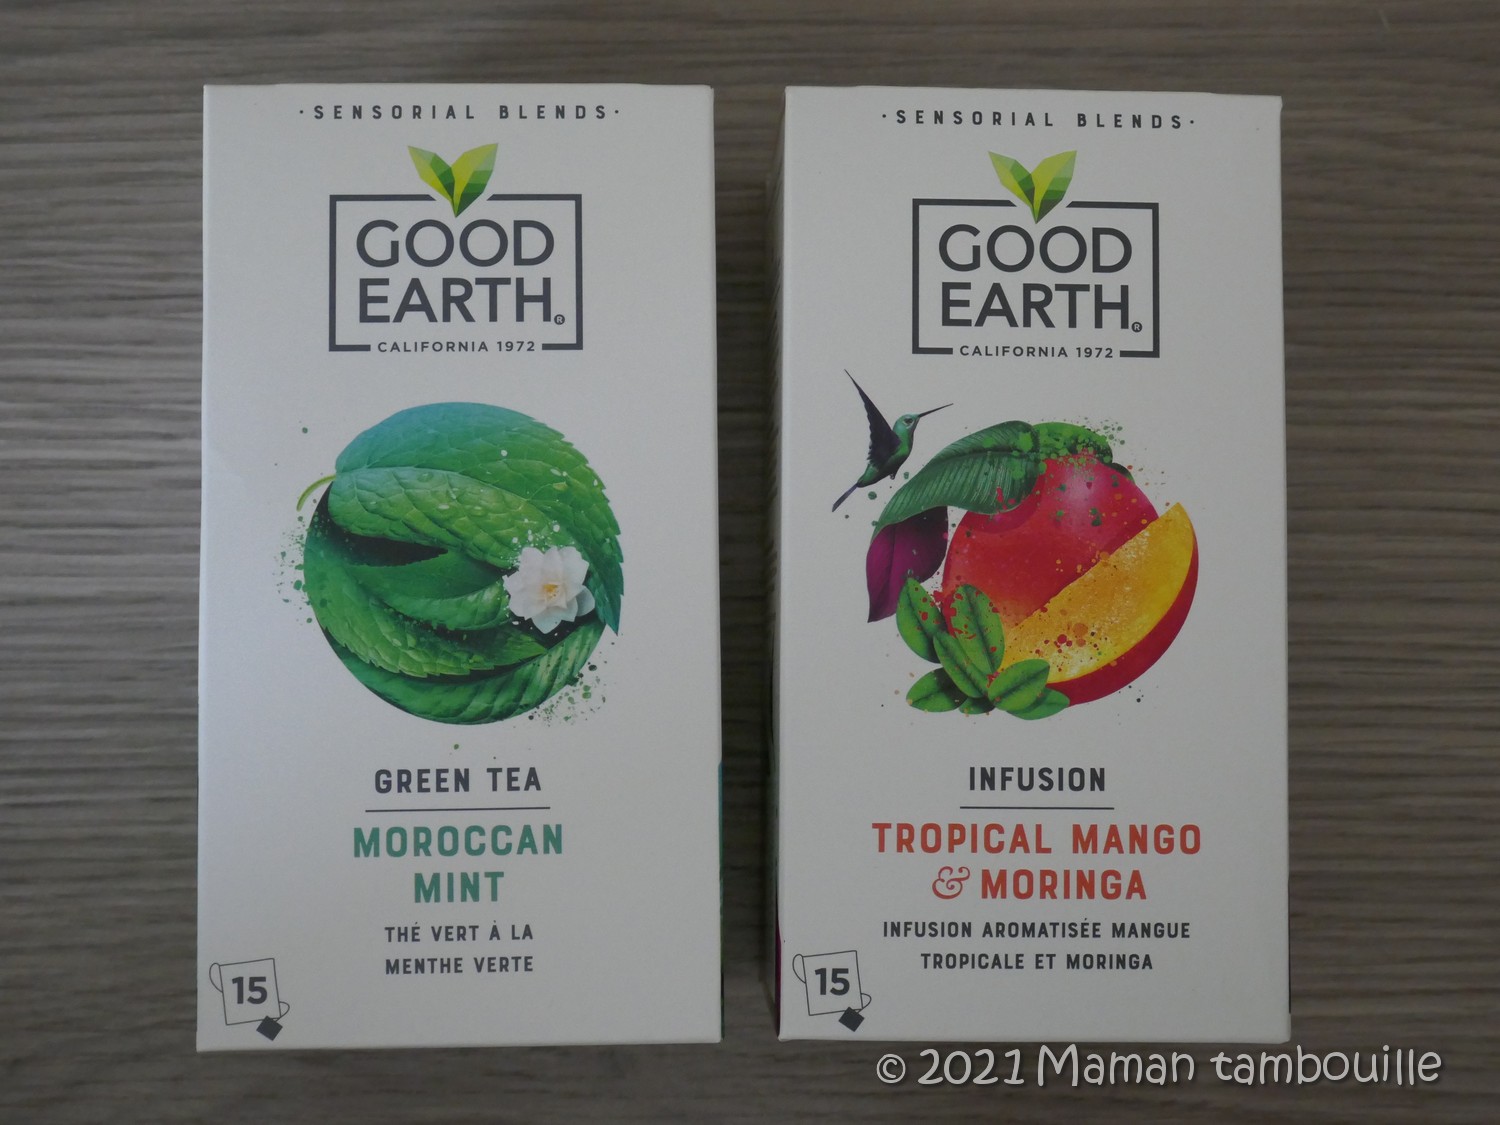 ·SENSORIAL BLENDS·
GOOD
EARTH®
CALIFORNIA 1972
GREEN TEA
MOROCCAN
MINT
THÉ VERT À LA
MENTHE VERTE
15
·SENSORIAL BLENDS·
GOOD
EARTH®
CALIFORNIA 1972
INFUSION
TROPICAL MANGO
& MORINGA
INFUSION AROMATISÉE MANGUE
TROPICALE ET MORINGA
15
© 2021 Maman tambouille